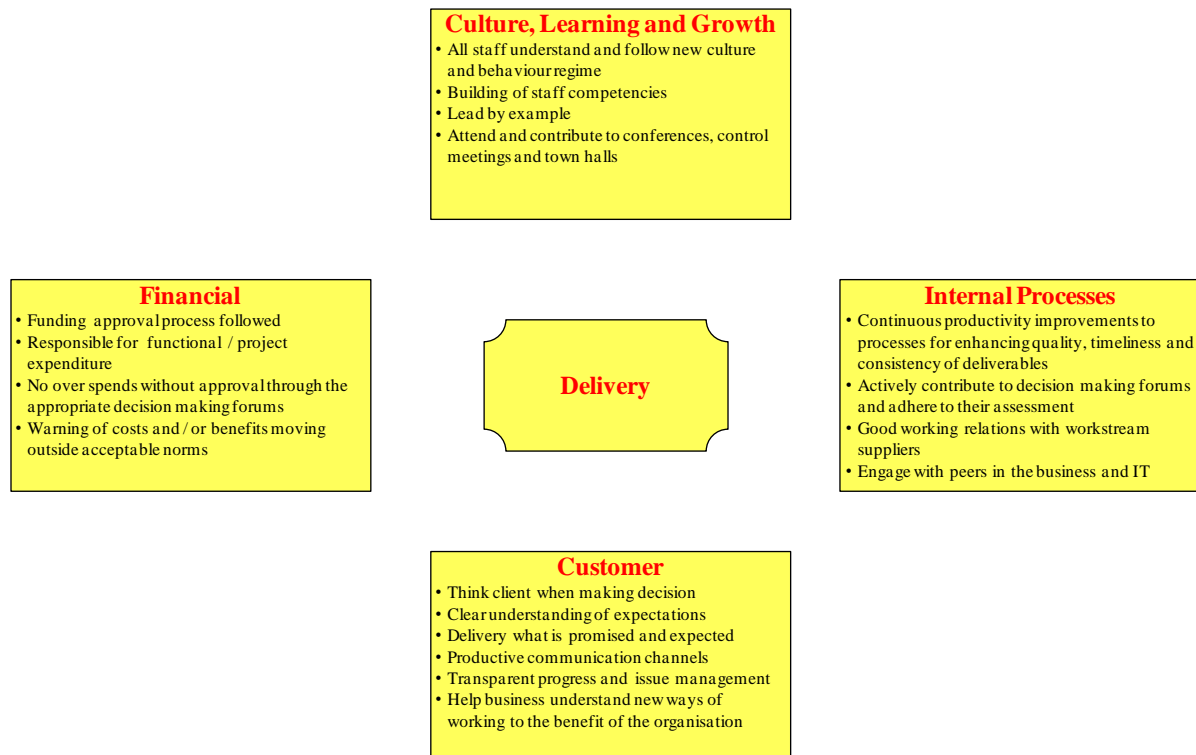 Culture, Learning and Growth
• All staff understand and follow new culture
and behaviour regime
• Building of staff competencies
• Lead by example
• Attend and contribute to conferences, control
meetings and town halls
Financial
• Funding approval process followed
• Responsible for functional / project
expenditure
• No over spends without approval through the
appropriate decision making forums
• Warning of costs and / or benefits moving
outside acceptable norms
Delivery
Internal Processes
• Continuous productivity improvements to
processes for enhancing quality, timeliness and
consistency of deliverables
• Actively contribute to decision making forums
and adhere to their assessment
• Good working relations with workstream
suppliers
• Engage with peers in the business and IT
Customer
• Think client when making decision
• Clear understanding of expectations
• Delivery what is promised and expected
• Productive communication channels
• Transparent progress and issue management
• Help business understand new ways of
working to the benefit of the organisation